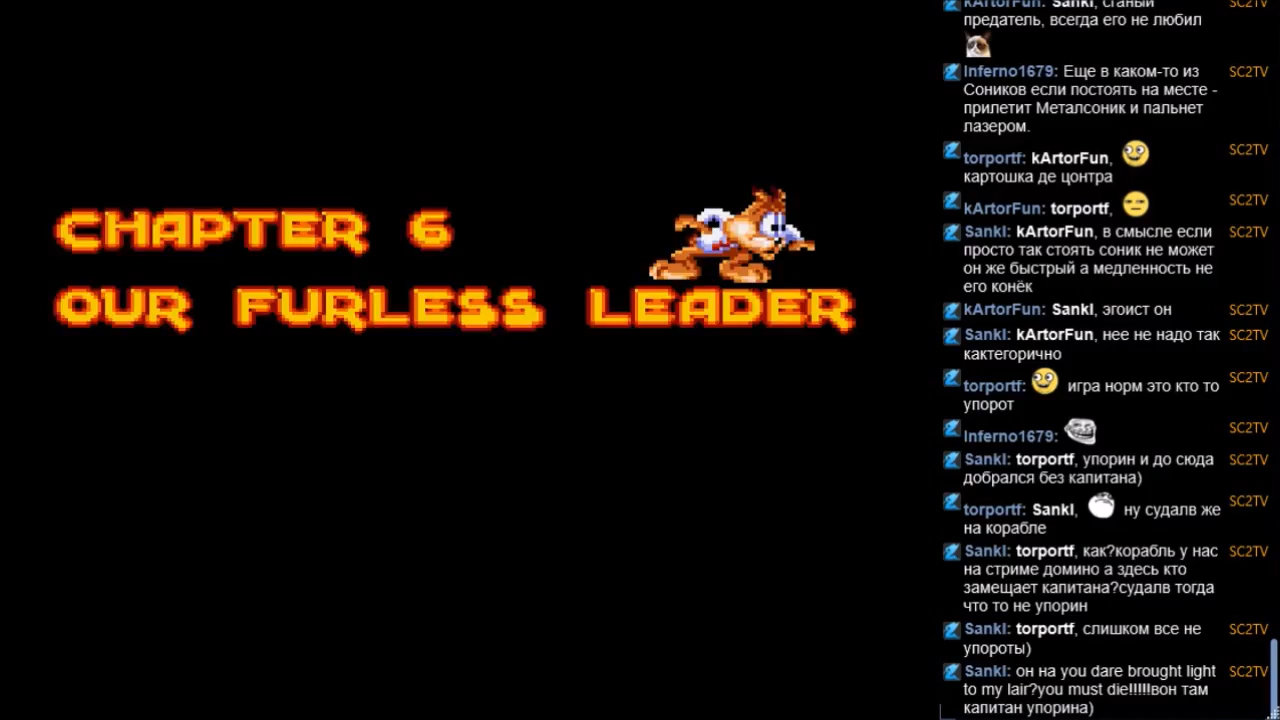 CHAPTER 6
OUR FURLESS LEADER
kArtorFun: Sankl, сганый SC2TV
предатель, всегда его не любил
Inferno1679: Еще в каком-то из SC2TV
Соников если постоять на месте -
прилетит Металсоник и пальнет
лазером.
torportf: kArtorFun, SC2TV
картошка де цонтра
kArtorFun: torportf, SC2TV
Sankl: kArtorFun, в смысле если SC2TV
просто так стоять соник не может
он же быстрый а медленность не
его конёк
kArtorFun: Sankl, эгоист он SC2TV
Sankl: kArtorFun, нее не надо так SC2TV
кактегорично
torportf: игра норм это кто то SC2TV
упорот
Inferno1679: SC2TV
Sankl: torportf, упорин и до сюда SC2TV
добрался без капитана)
torportf: Sankl, ну судалв же SC2TV
на корабле
Sankl: torportf, как?корабль у нас SC2TV
на стриме домино а здесь кто
замещает капитана?судалв тогда
что то не упорин
Sankl: torportf, слишком все не SC2TV
упороты)
Sankl: он на you dare brought light SC2TV
to my lair?you must die!!!!!вон там
капитан упорина)